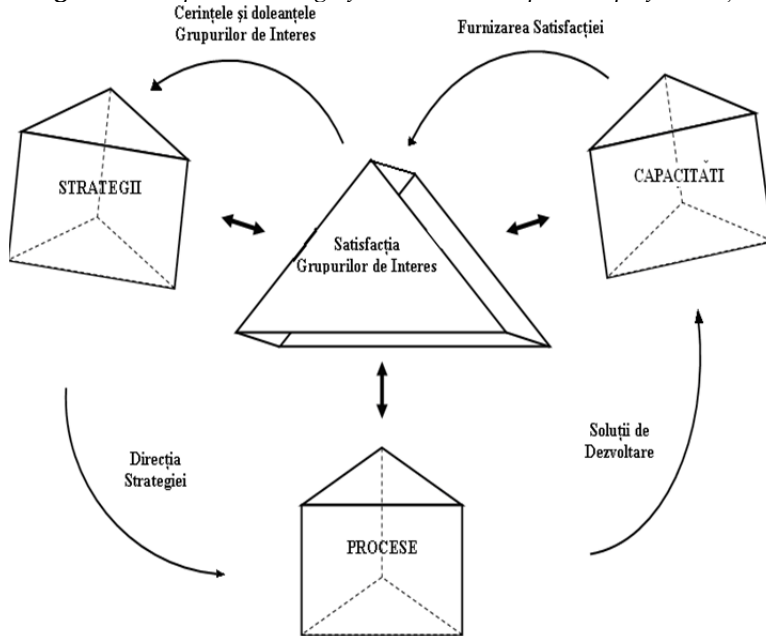 Cerințele și doleanțele
Grupurilor de Interes
Furnizarea Satisfacției
STRATEGII
CAPACITĂTI
Satisfacția
Grupurilor de Interes
Direcția
Strategiei
Soluții de
Dezvoltare
PROCESE